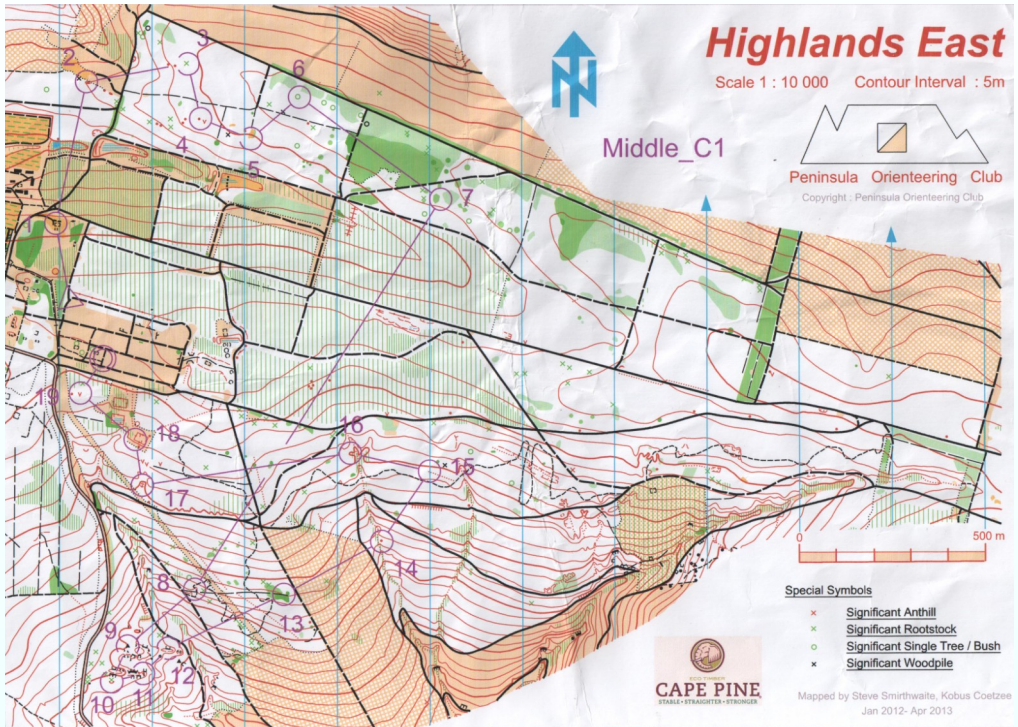 Highlands East
Scale 1 : 10 000 Contour Interval : 5m
Middle_C1
Peninsula Orienteering Club
Copyright : Peninsula Orienteering Club
2
3
6
4
5
7
1
19
18
16
15
17
14
8
13
9
12
10
11
0
500 m
Special Symbols
x Significant Anthill
x Significant Rootstock
Significant Single Tree / Bush
x Significant Woodpile
ECO TIMBER
CAPE PINE
STABLE • STRAIGHTER • STRONGER
Mapped by Steve Smirthwaite, Kobus Coetzee
Jan 2012- Apr 2013